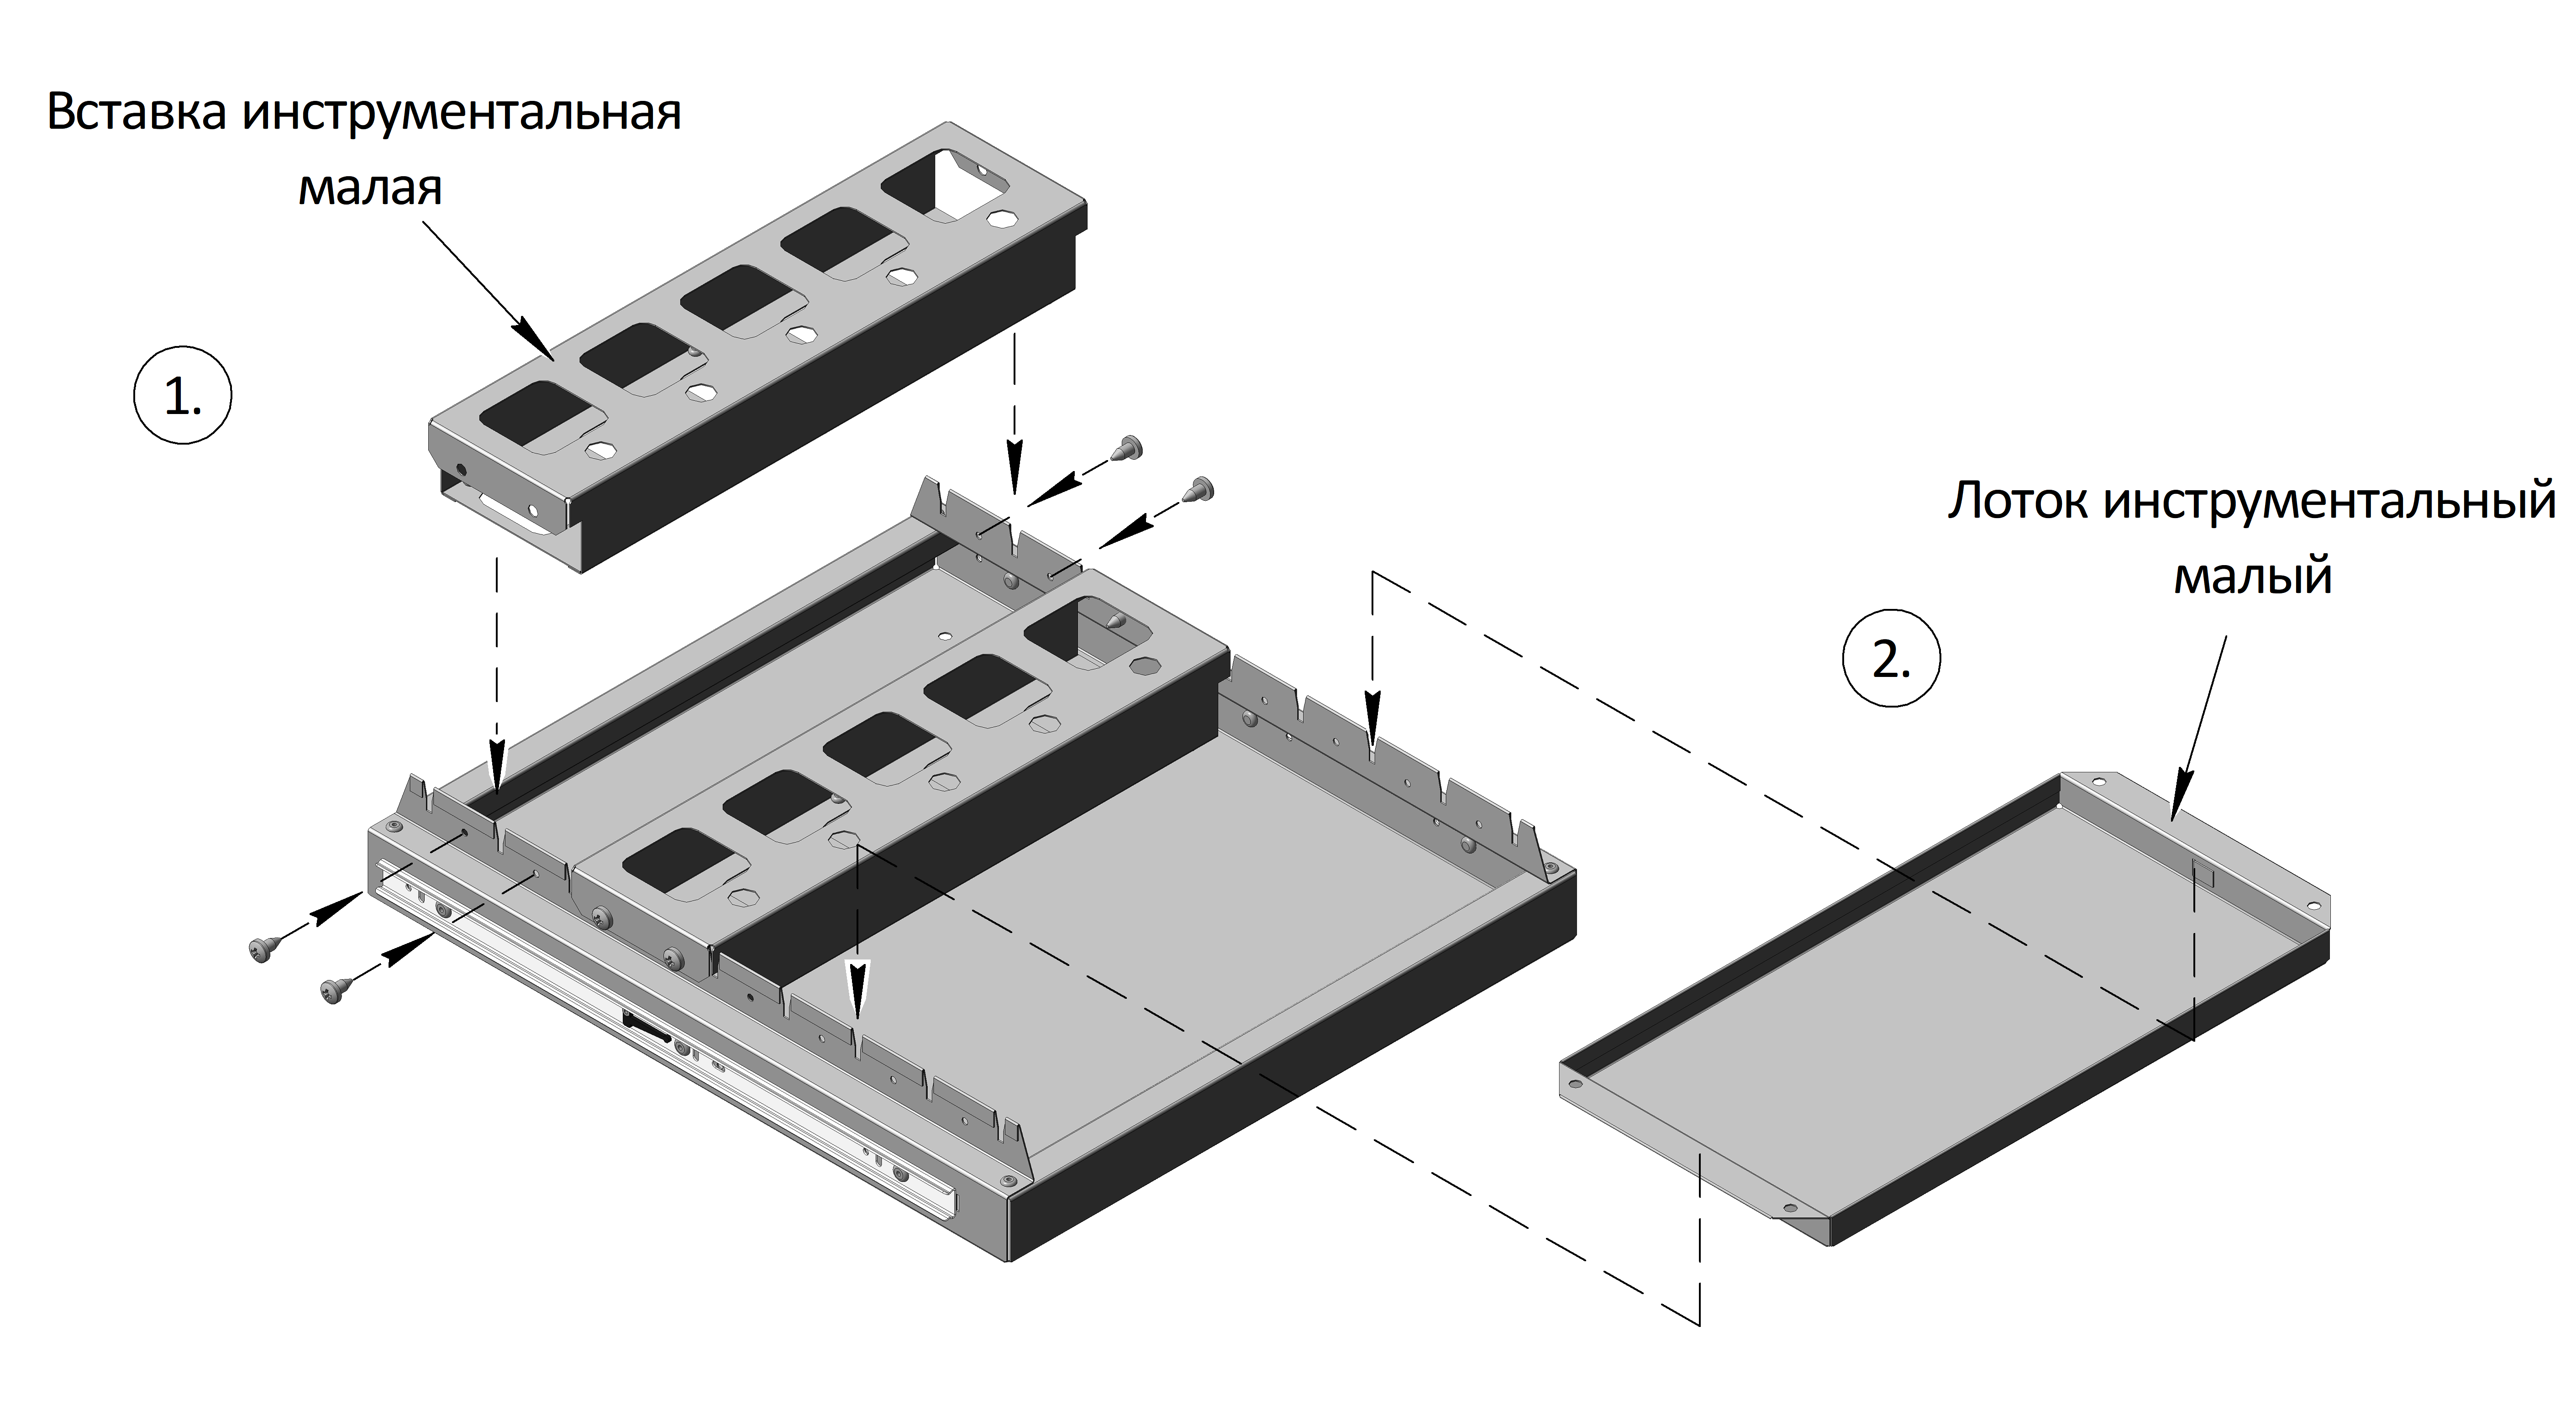 Вставка инструментальная
малая
1.
Лоток инструментальный
малый
2.